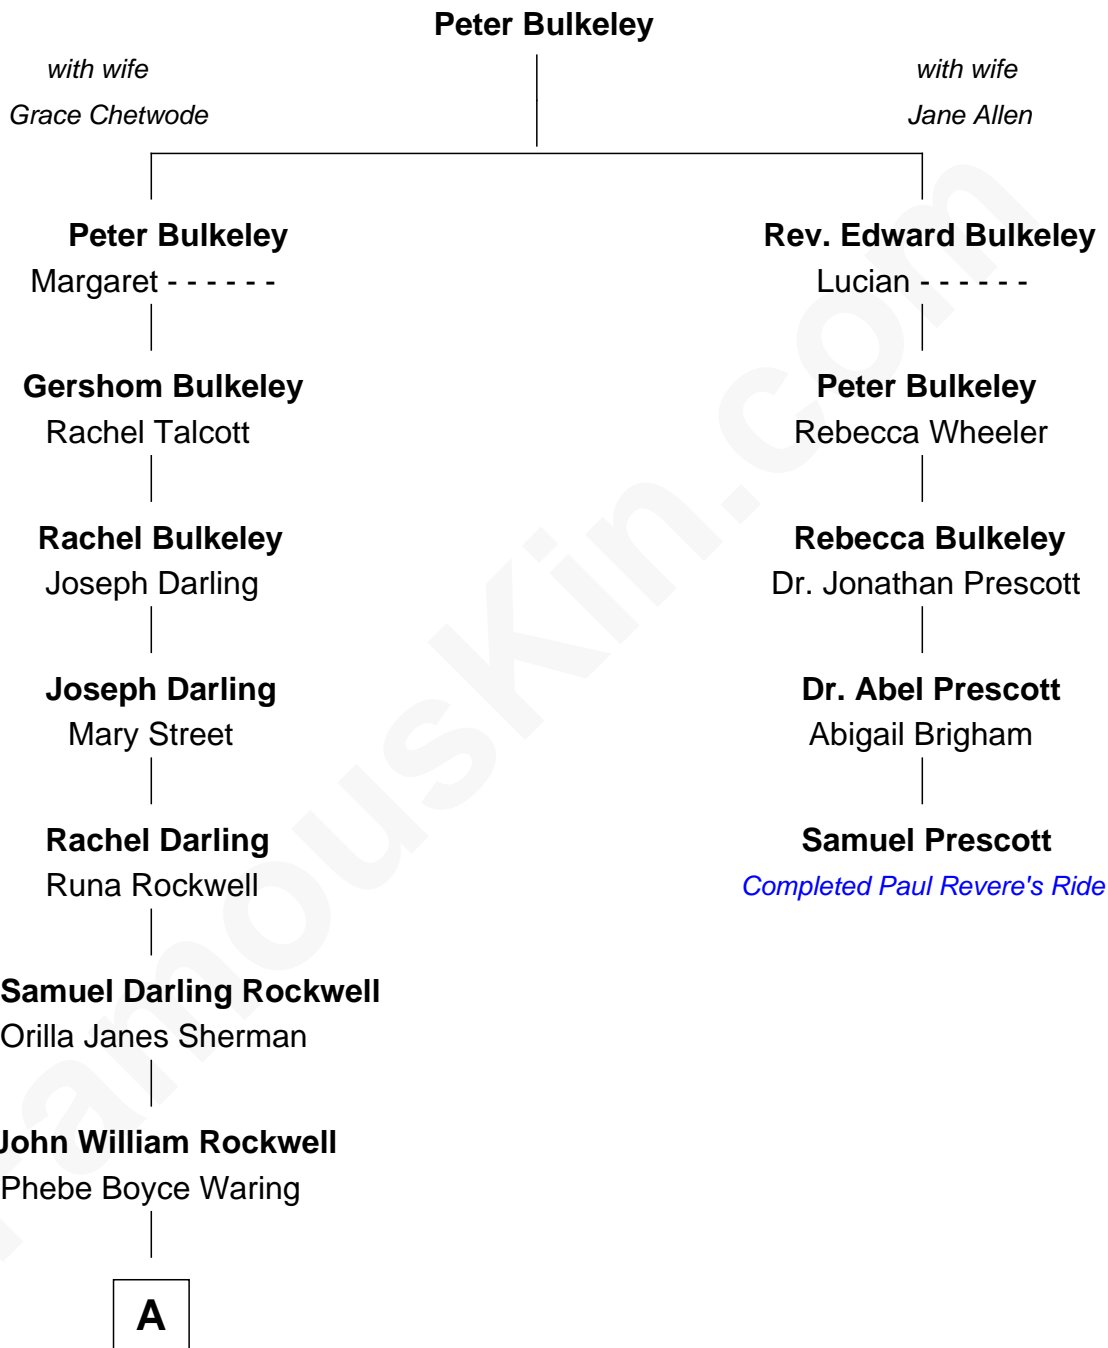 Peter Bulkeley
with wife
Grace Chetwode
with wife
Jane Allen
Peter Bulkeley
Margaret - - - - - -
Rev. Edward Bulkeley
Lucian - - - - - -
Gershom Bulkeley
Rachel Talcott
Peter Bulkeley
Rebecca Wheeler
Rachel Bulkeley
Joseph Darling
Rebecca Bulkeley
Dr. Jonathan Prescott
Joseph Darling
Mary Street
Dr. Abel Prescott
Abigail Brigham
Rachel Darling
Runa Rockwell
Samuel Prescott
Completed Paul Revere's Ride
Samuel Darling Rockwell
Orilla Janes Sherman
John William Rockwell
Phebe Boyce Waring
A
FamousKin.com